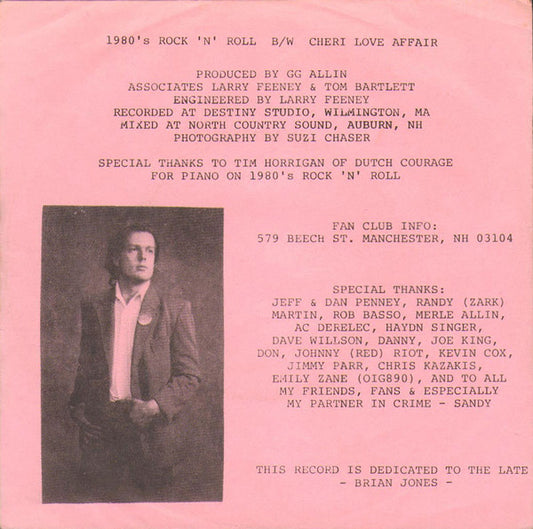 1980's ROCK 'N' ROLL B/W CHERI LOVE AFFAIR
PRODUCED BY GG ALLIN
ASSOCIATES LARRY FEENEY & TOM BARTLETT
ENGINEERED BY LARRY FEENEY
RECORDED AT DESTINY STUDIO, WILMINGTON, MA
MIXED AT NORTH COUNTRY SOUND, AUBURN, NH
PHOTOGRAPHY BY SUZI CHASER
SPECIAL THANKS TO TIM HORRIGAN OF DUTCH COURAGE
FOR PIANO ON 1980's ROCK 'N' ROLL
FAN CLUB INFO:
579 BEECH ST. MANCHESTER, NH 03104
SPECIAL THANKS:
JEFF & DAN PENNEY, RANDY (ZARK)
MARTIN, ROB BASSO, MERLE ALLIN,
AC DERELEC, HAYDN SINGER,
DAVE WILLSON, DANNY, JOE KING,
DON, JOHNNY (RED) RIOT, KEVIN COX,
JIMMY PARR, CHRIS KAZAKIS,
EMILY ZANE (OIG890), AND TO ALL
MY FRIENDS, FANS & ESPECIALLY
MY PARTNER IN CRIME - SANDY
THIS RECORD IS DEDICATED TO THE LATE
- BRIAN JONES -